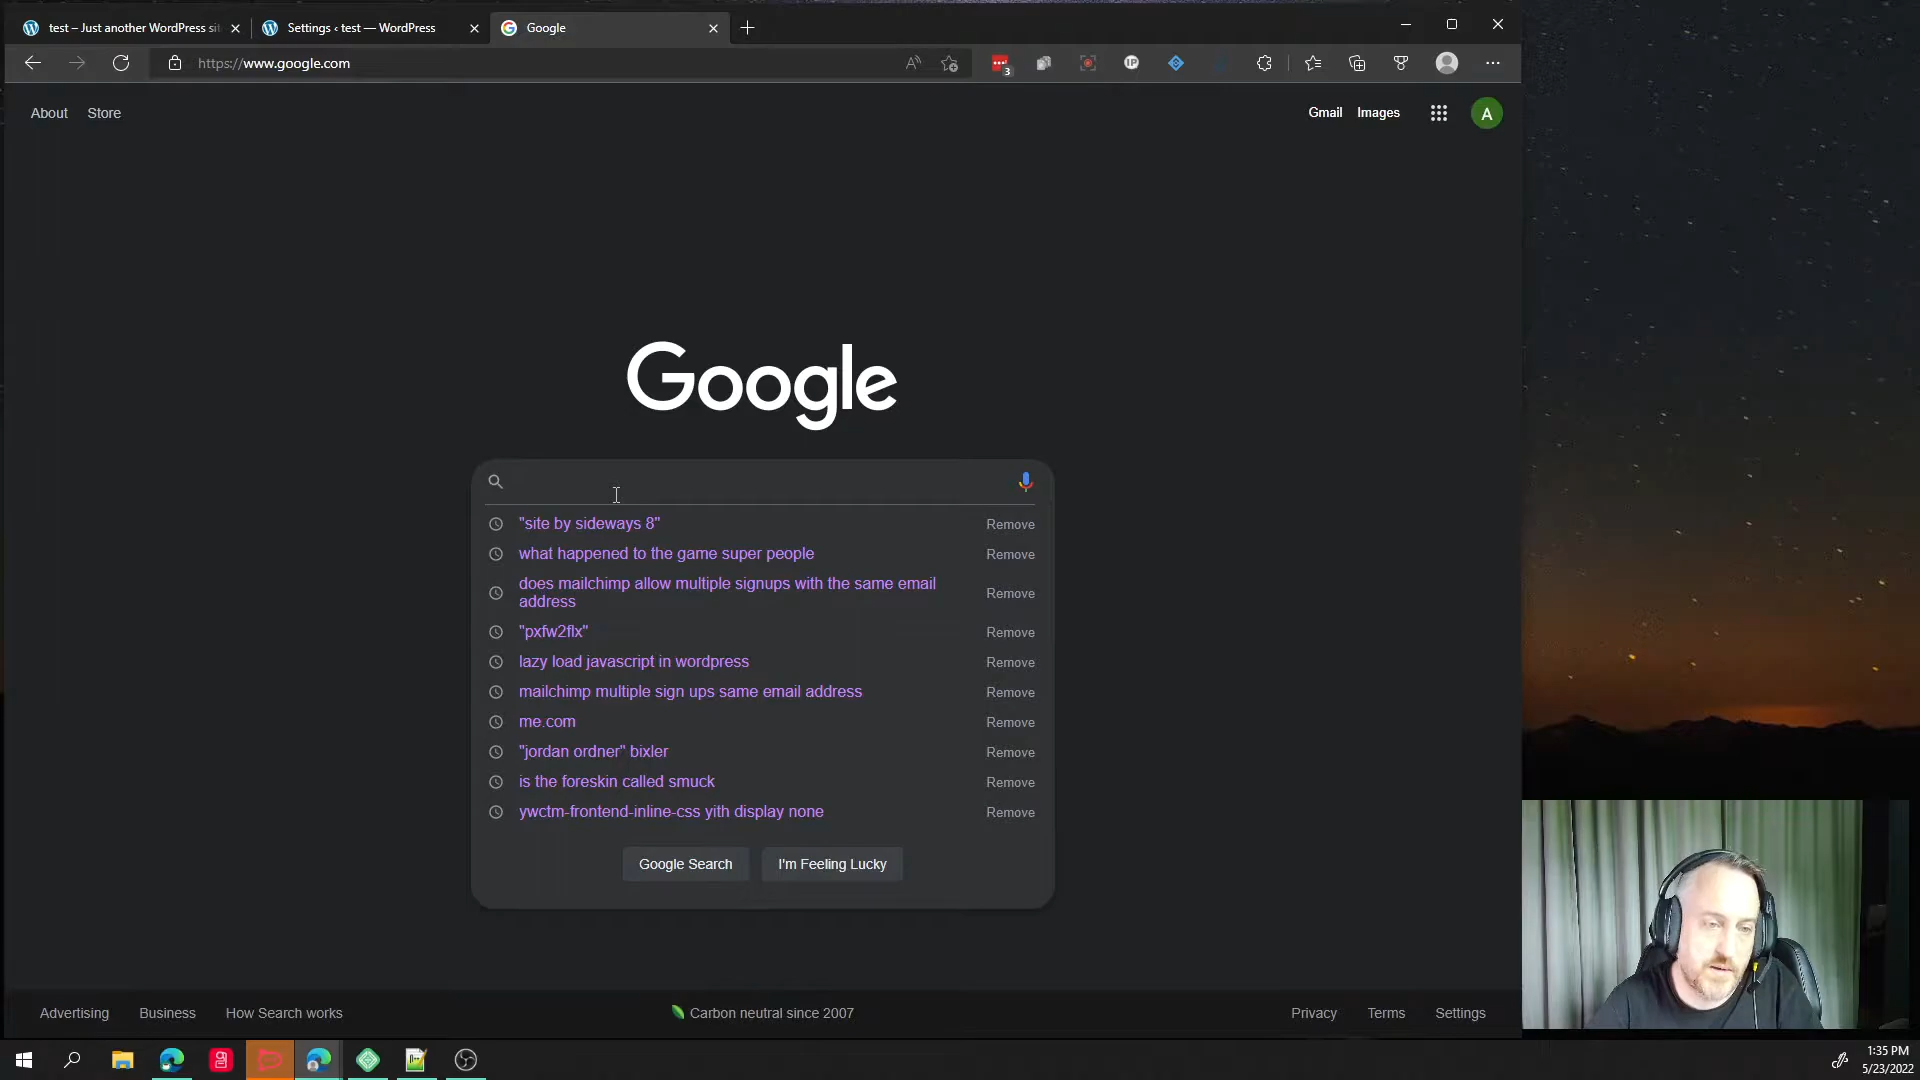 test – Just another WordPress sit
Settings ‹ test — WordPress
Google
https://www.google.com
3
IP
About
Store
Gmail
Images
A
Google
"site by sideways 8"
Remove
what happened to the game super people
Remove
does mailchimp allow multiple signups with the same email
address
Remove
"pxfw2flx"
Remove
lazy load javascript in wordpress
Remove
mailchimp multiple sign ups same email address
Remove
me.com
Remove
"jordan ordner" bixler
Remove
is the foreskin called smuck
Remove
ywctm-frontend-inline-css yith display none
Remove
Google Search
I'm Feeling Lucky
Advertising
Business
How Search works
Carbon neutral since 2007
Privacy
Terms
Settings
1:35 PM
5/23/2022